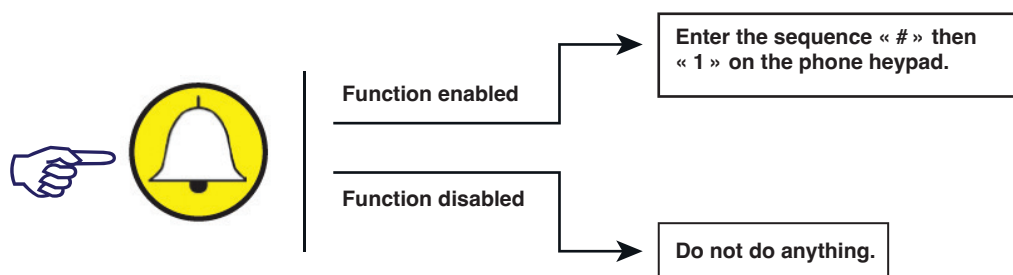 Enter the sequence « # » then
« 1 » on the phone heypad.
Function enabled
Function disabled
Do not do anything.